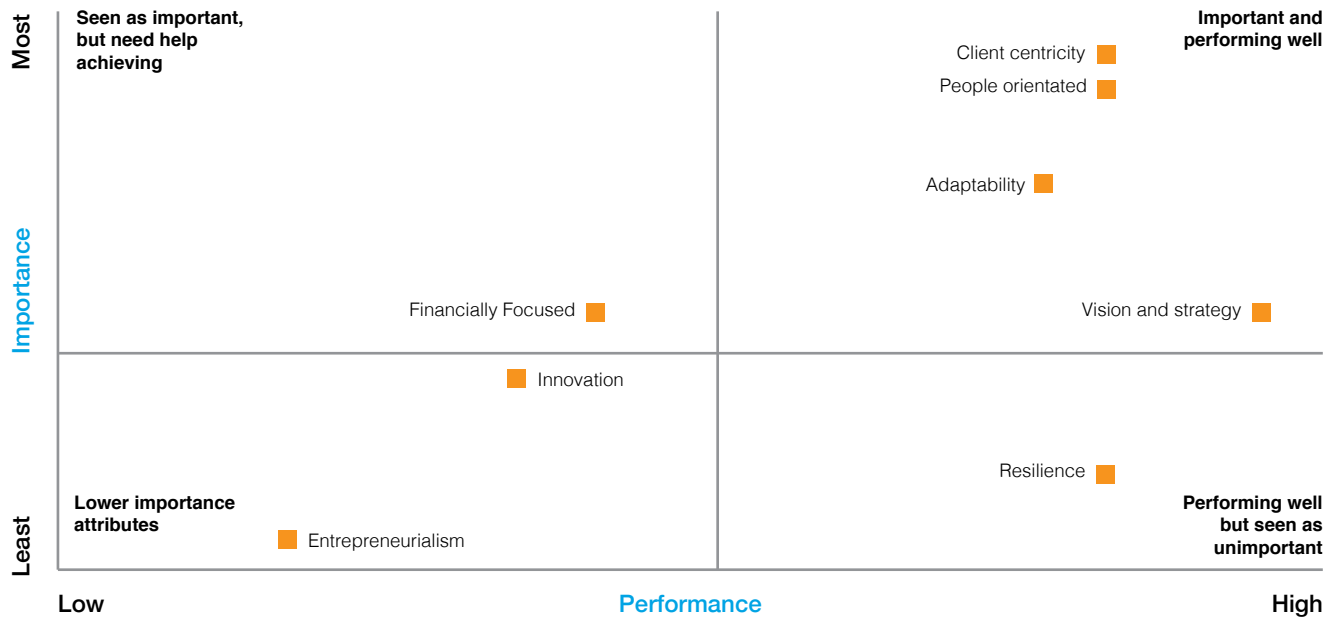 Most
Seen as important,
but need help
achieving
Important and
performing well
Client centricity
People orientated
Adaptability
Importance
Financially Focused
Vision and strategy
Innovation
Resilience
Lower importance
attributes
Performing well
but seen as
unimportant
Least
Entrepreneurialism
Low
Performance
High